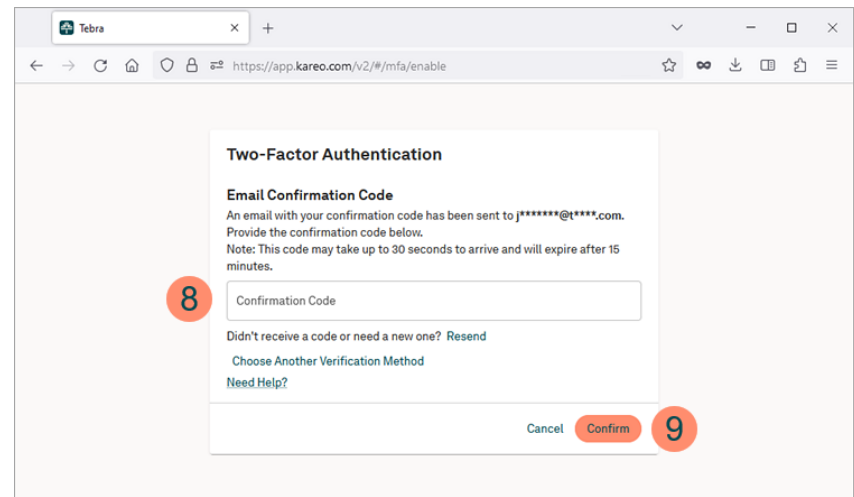 Tebra
https://app.kareo.com/v2/#/mfa/enable
Two-Factor Authentication
Email Confirmation Code
An email with your confirmation code has been sent to j*******@t****.com.
Provide the confirmation code below.
Note: This code may take up to 30 seconds to arrive and will expire after 15
minutes.
8
Confirmation Code
Didn't receive a code or need a new one? Resend
Choose Another Verification Method
Need Help?
Cancel Confirm 9